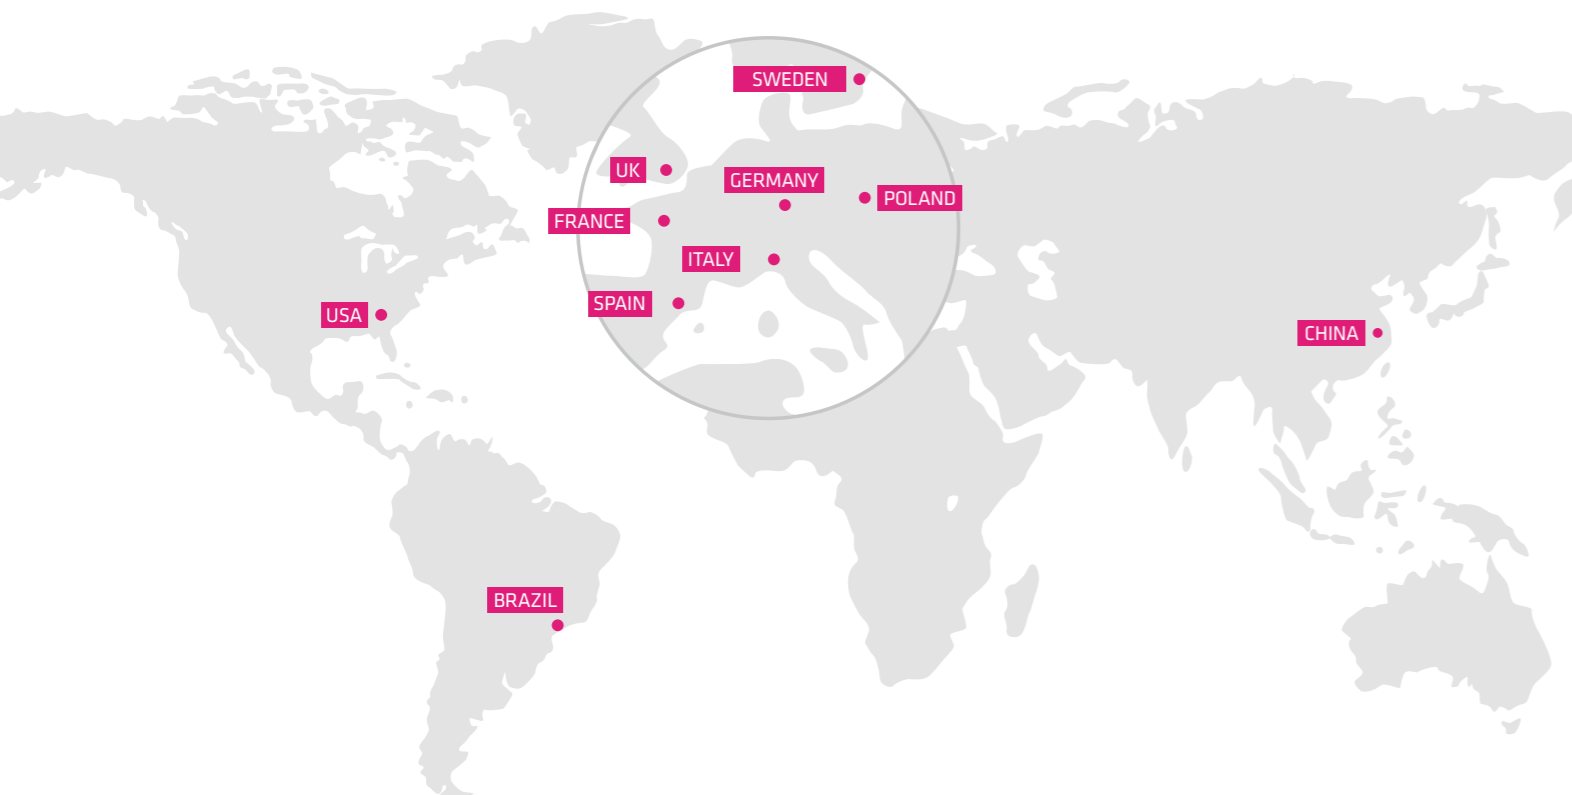 SWEDEN
UK
GERMANY
POLAND
FRANCE
ITALY
SPAIN
USA
CHINA
BRAZIL